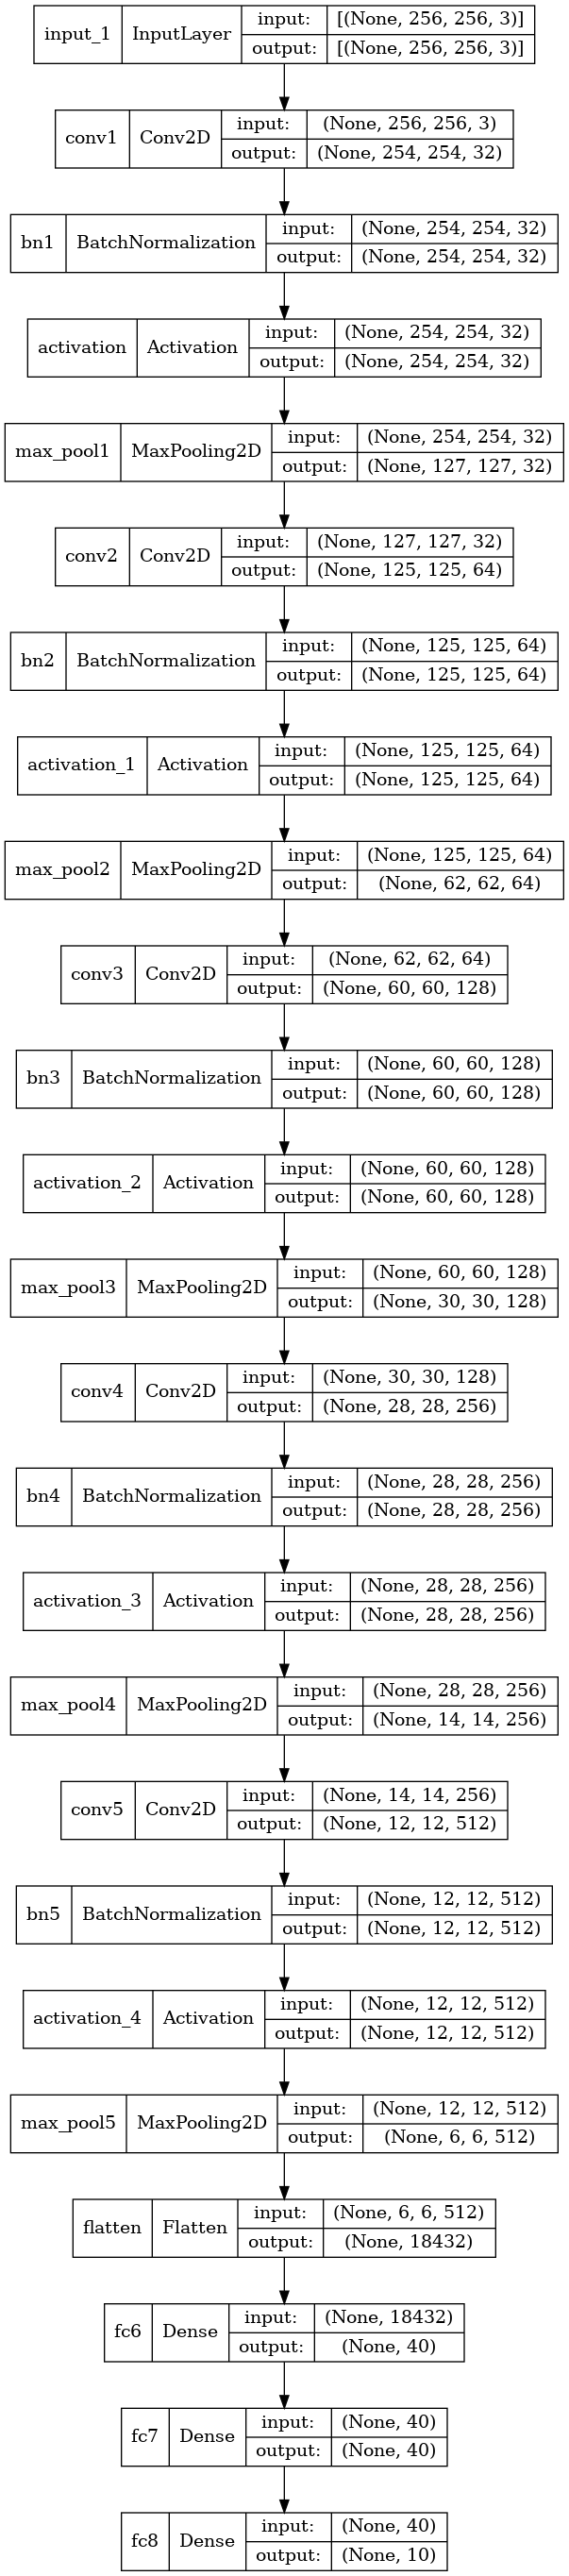 input_1 InputLayer input: [(None, 256, 256, 3)]
output: [(None, 256, 256, 3)]
conv1 Conv2D input: (None, 256, 256, 3)
output: (None, 254, 254, 32)
bn1 BatchNormalization input: (None, 254, 254, 32)
output: (None, 254, 254, 32)
activation Activation input: (None, 254, 254, 32)
output: (None, 254, 254, 32)
max_pool1 MaxPooling2D input: (None, 254, 254, 32)
output: (None, 127, 127, 32)
conv2 Conv2D input: (None, 127, 127, 32)
output: (None, 125, 125, 64)
bn2 BatchNormalization input: (None, 125, 125, 64)
output: (None, 125, 125, 64)
activation_1 Activation input: (None, 125, 125, 64)
output: (None, 125, 125, 64)
max_pool2 MaxPooling2D input: (None, 125, 125, 64)
output: (None, 62, 62, 64)
conv3 Conv2D input: (None, 62, 62, 64)
output: (None, 60, 60, 128)
bn3 BatchNormalization input: (None, 60, 60, 128)
output: (None, 60, 60, 128)
activation_2 Activation input: (None, 60, 60, 128)
output: (None, 60, 60, 128)
max_pool3 MaxPooling2D input: (None, 60, 60, 128)
output: (None, 30, 30, 128)
conv4 Conv2D input: (None, 30, 30, 128)
output: (None, 28, 28, 256)
bn4 BatchNormalization input: (None, 28, 28, 256)
output: (None, 28, 28, 256)
activation_3 Activation input: (None, 28, 28, 256)
output: (None, 28, 28, 256)
max_pool4 MaxPooling2D input: (None, 28, 28, 256)
output: (None, 14, 14, 256)
conv5 Conv2D input: (None, 14, 14, 256)
output: (None, 12, 12, 512)
bn5 BatchNormalization input: (None, 12, 12, 512)
output: (None, 12, 12, 512)
activation_4 Activation input: (None, 12, 12, 512)
output: (None, 12, 12, 512)
max_pool5 MaxPooling2D input: (None, 12, 12, 512)
output: (None, 6, 6, 512)
flatten Flatten input: (None, 6, 6, 512)
output: (None, 18432)
fc6 Dense input: (None, 18432)
output: (None, 40)
fc7 Dense input: (None, 40)
output: (None, 40)
fc8 Dense input: (None, 40)
output: (None, 10)